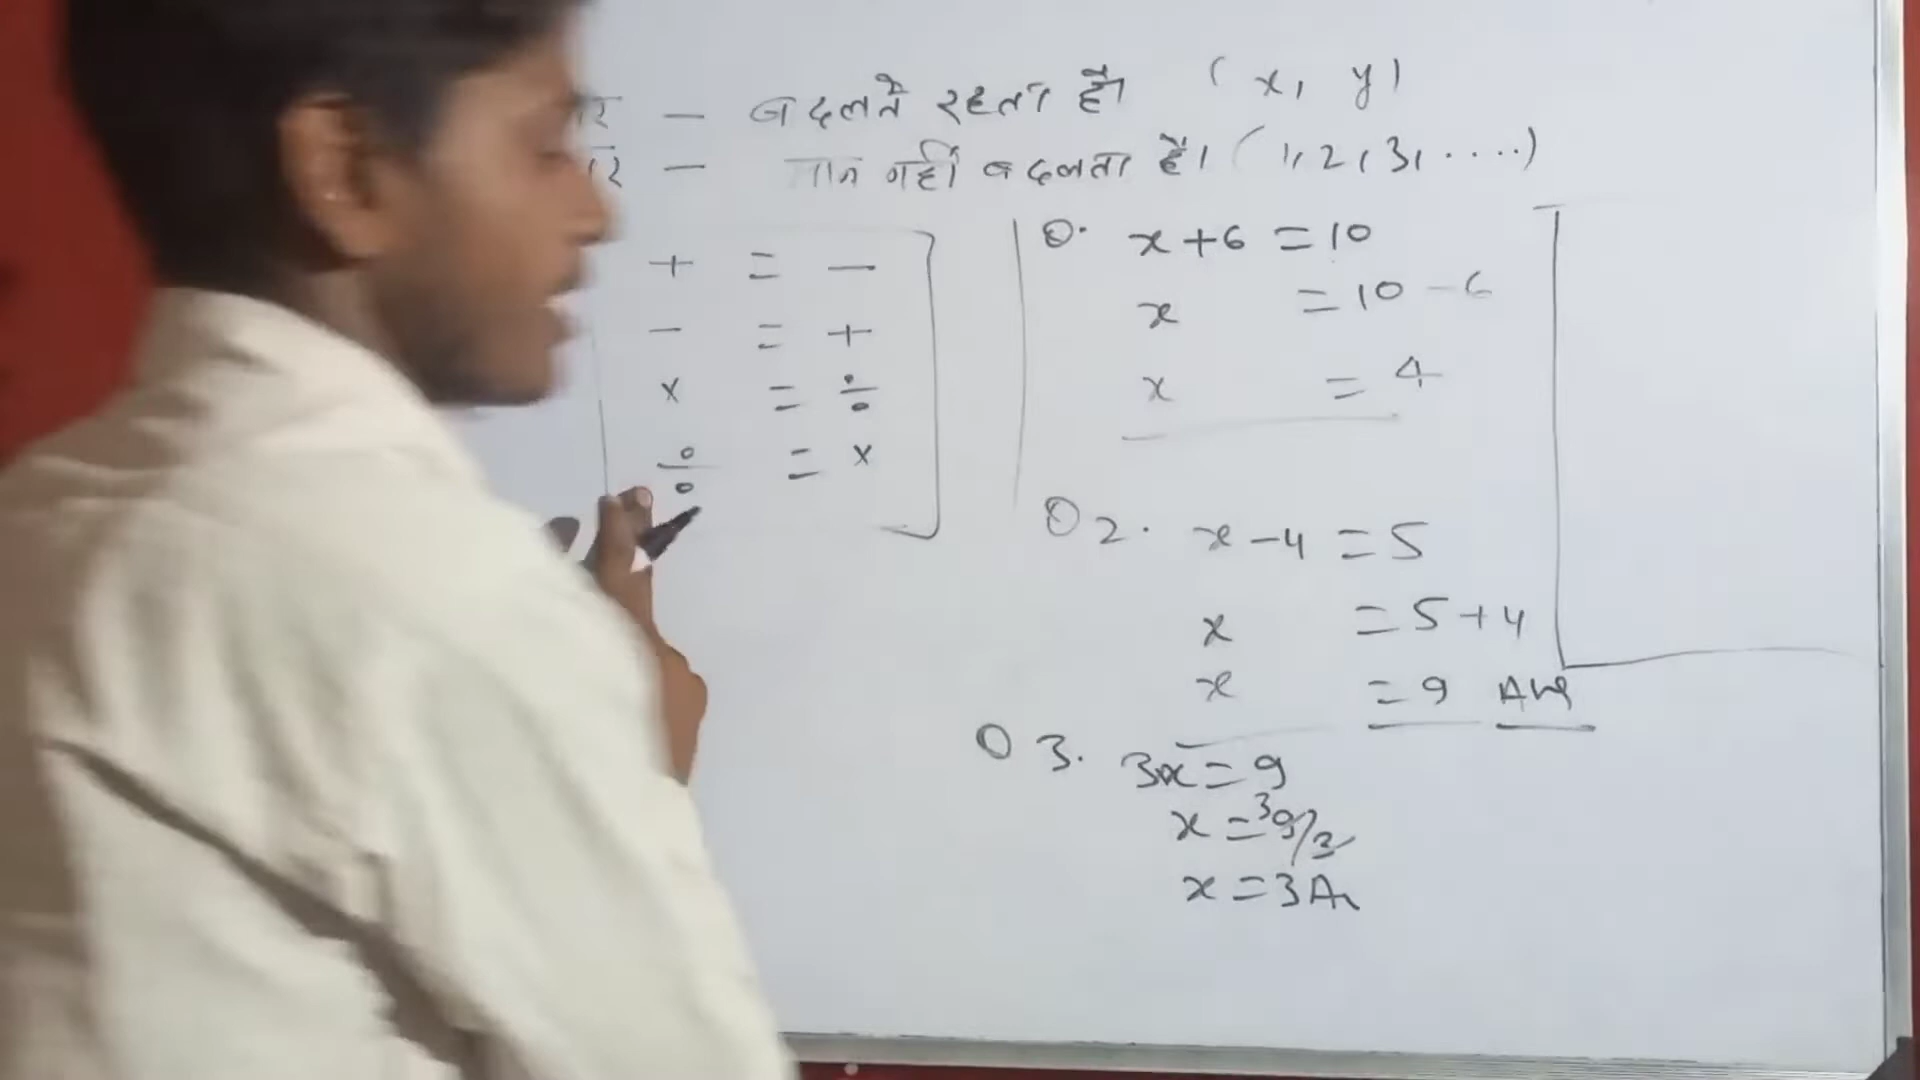 — बदलते रहता है। (x, y)
— मान नहीं बदलता है। (1, 2, 3, ....)
+ = −
− = +
× = ÷
÷ = ×
Q. x+6 = 10
x = 10 − 6
x = 4
Q2. x−4 = 5
x = 5+4
x = 9 Ans
Q3. 3x = 9
x = 3 9/3
x = 3 A